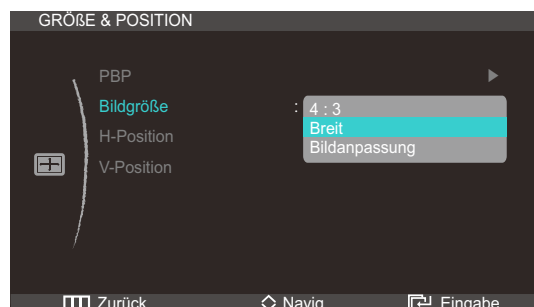 GRÖßE & POSITION
PBP
Bildgröße : 4 : 3
Breit
Bildanpassung
H-Position
V-Position
Zurück Navig. Eingabe